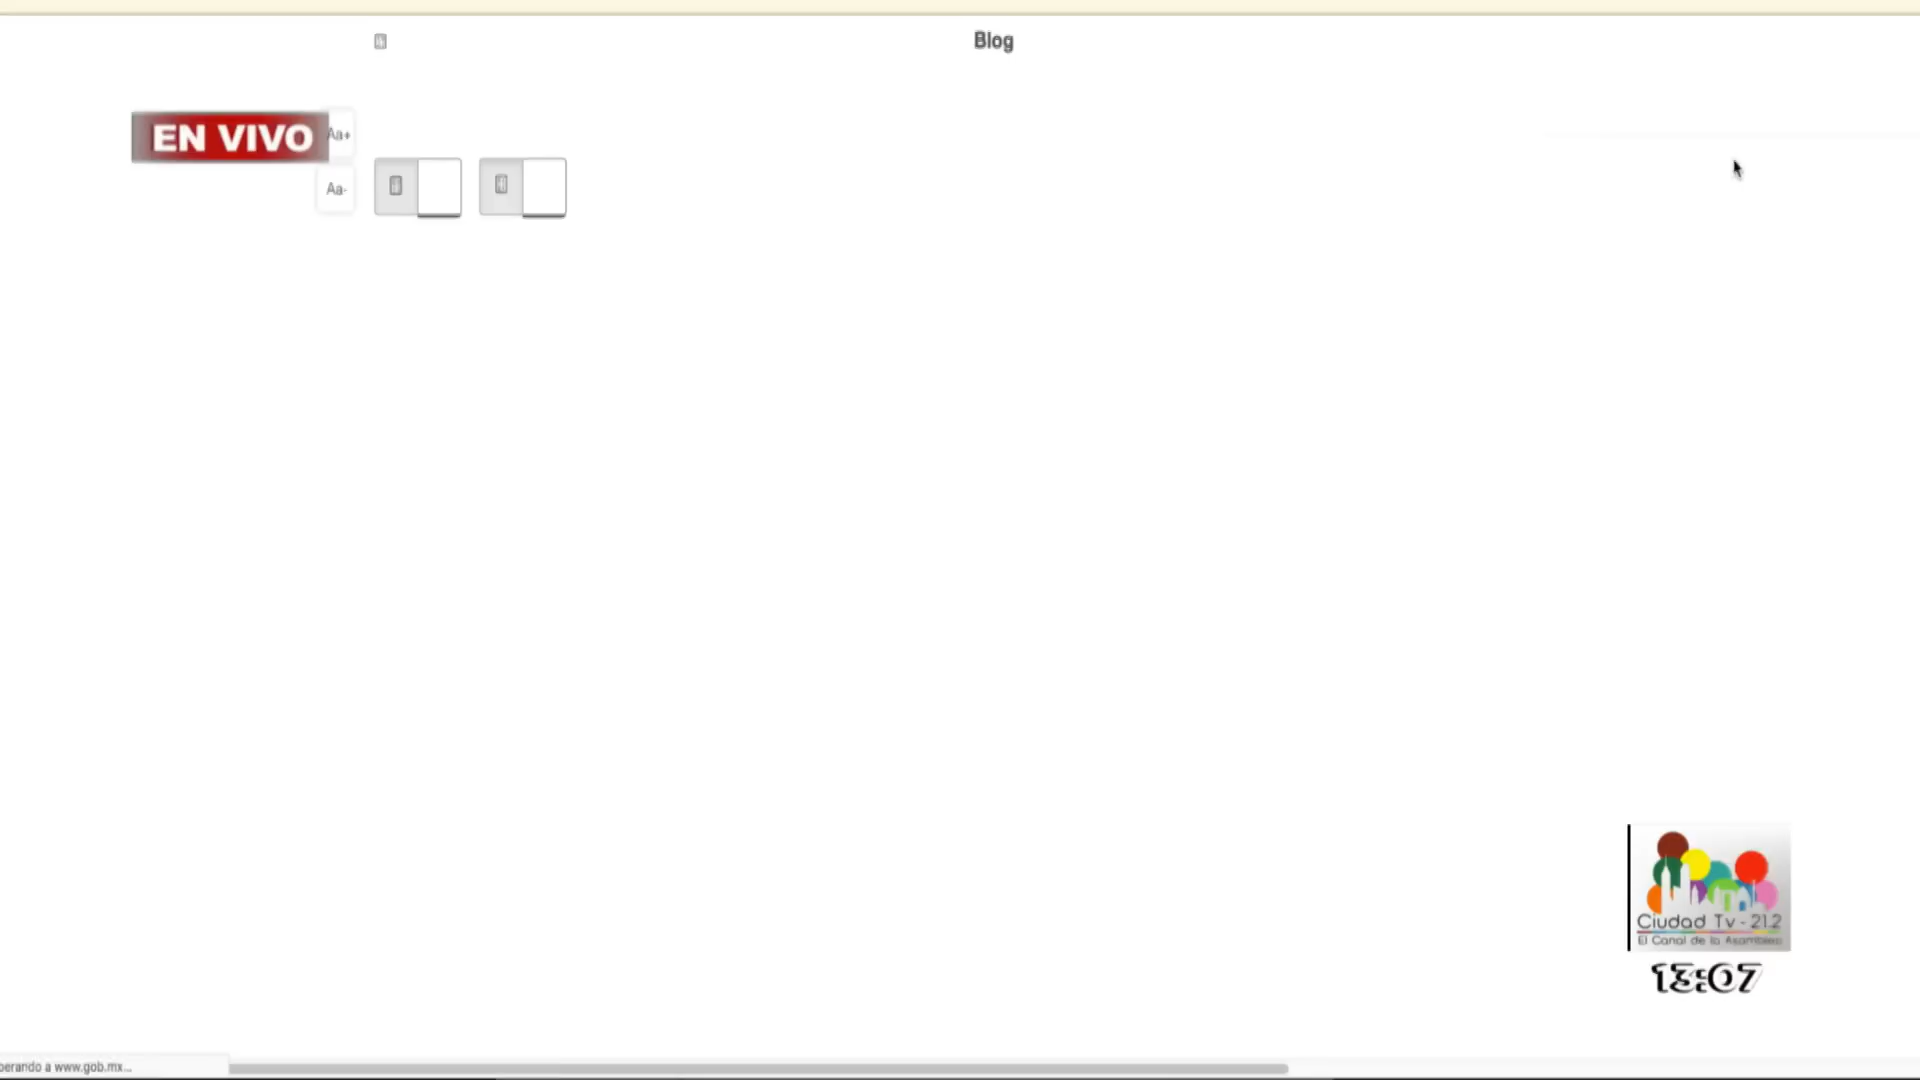 Blog
EN VIVO
Aa+
Aa-
Ciudad Tv - 21.2
El Canal de la Asamblea
13:07
perando a www.gob.mx...